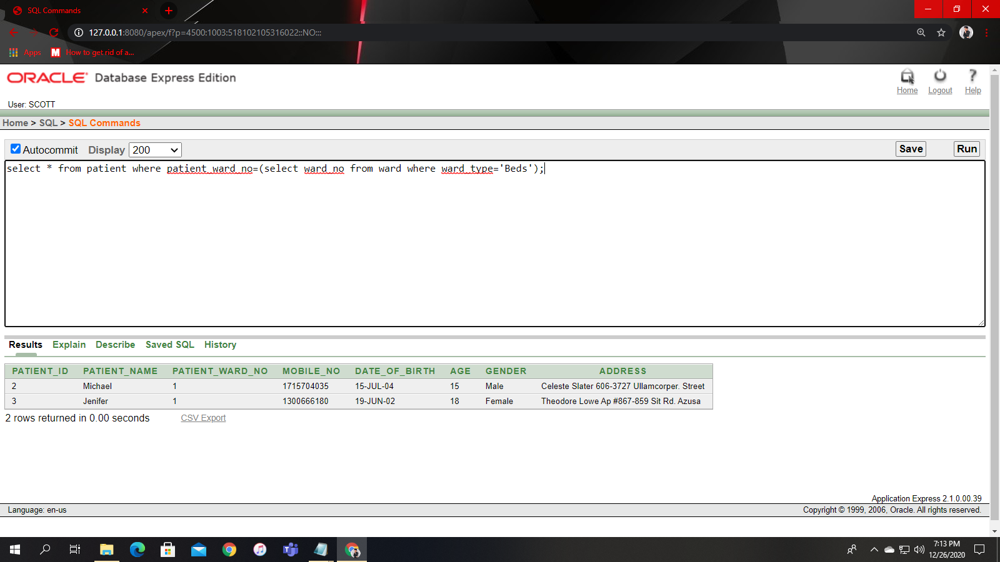 SQL Commands
127.0.0.1:8080/apex/f?p=4500:1003:518102105316022::NO:::
Apps
M How to get rid of a...
ORACLE Database Express Edition
Home Logout Help
User: SCOTT
Home > SQL > SQL Commands
Autocommit Display 200 Save Run
select * from patient where patient_ward_no=(select ward_no from ward where ward_type='Beds');
Results Explain Describe Saved SQL History
PATIENT_ID PATIENT_NAME PATIENT_WARD_NO MOBILE_NO DATE_OF_BIRTH AGE GENDER ADDRESS
2 Michael 1 1715704035 15-JUL-04 15 Male Celeste Slater 606-3727 Ullamcorper. Street
3 Jenifer 1 1300666180 19-JUN-02 18 Female Theodore Lowe Ap #867-859 Sit Rd. Azusa
2 rows returned in 0.00 seconds CSV Export
Application Express 2.1.0.00.39
Language: en-us Copyright © 1999, 2006, Oracle. All rights reserved.
7:13 PM
12/26/2020